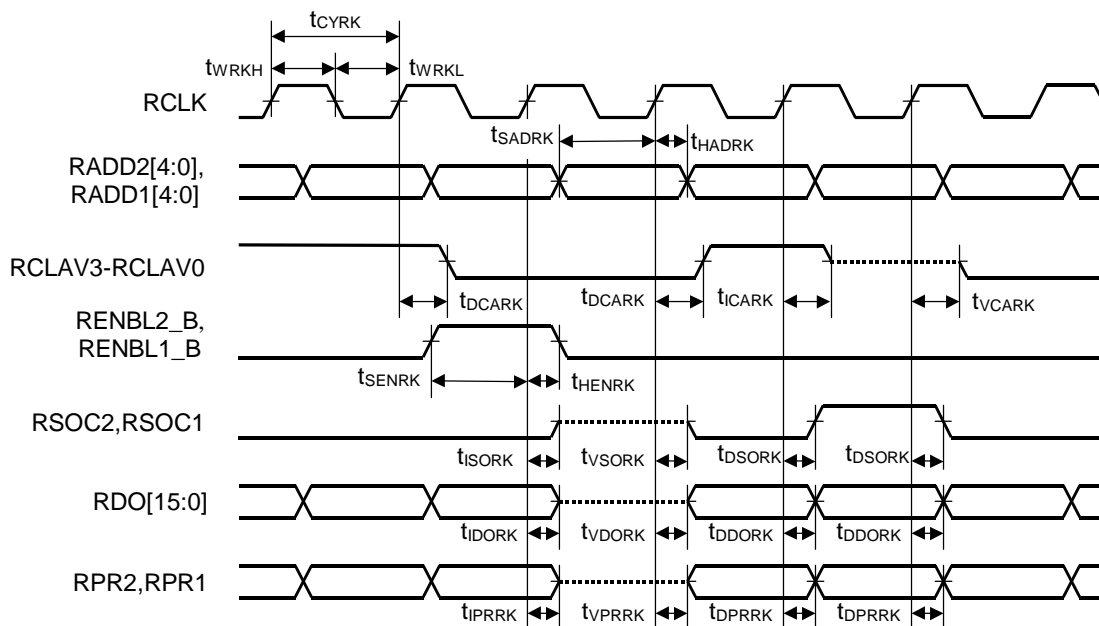 tCYRK
tWRKH
tWRKL
RCLK
tSADRK
tHADRK
RADD2[4:0],
RADD1[4:0]
RCLAV3-RCLAV0
tDCARK
tDCARK
tICARK
tVCARK
RENBL2_B,
RENBL1_B
tSENRK
tHENRK
RSOC2,RSOC1
tISORK
tVSORK
tDSORK
tDSORK
RDO[15:0]
tIDORK
tVDORK
tDDORK
tDDORK
RPR2,RPR1
tIPRRK
tVPRRK
tDPRRK
tDPRRK